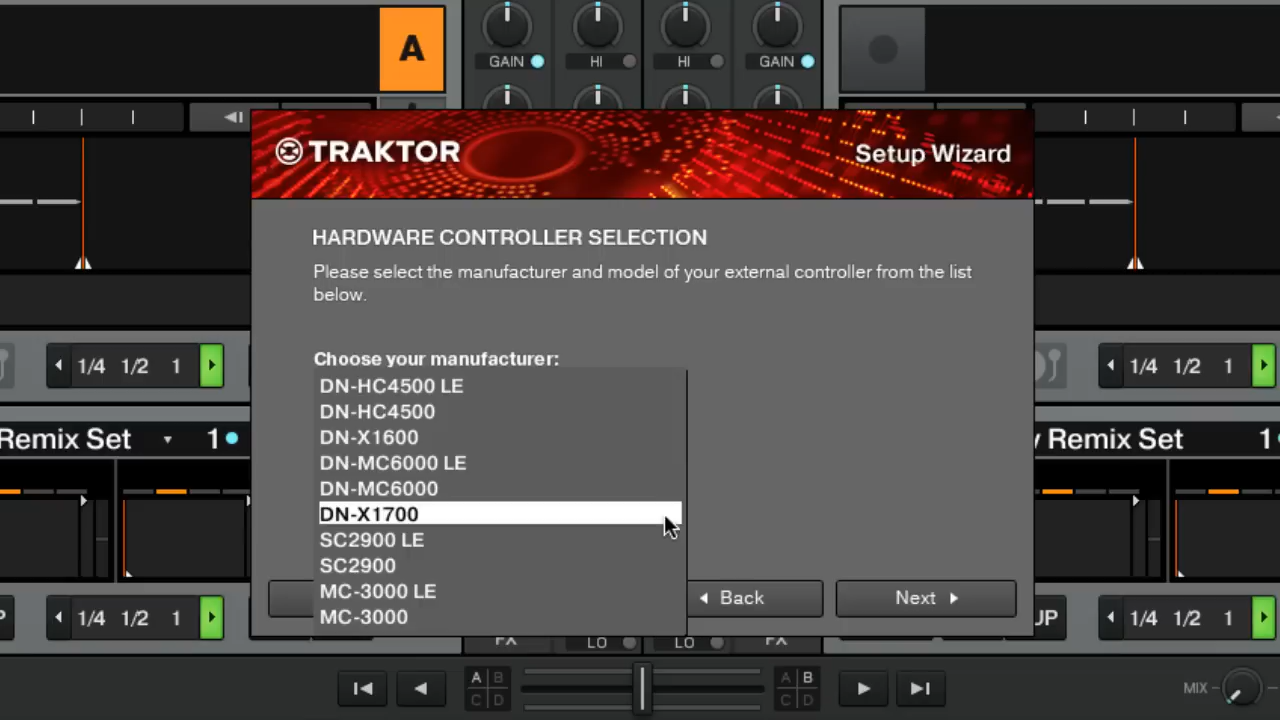 A
GAIN HI HI GAIN
TRAKTOR
Setup Wizard
HARDWARE CONTROLLER SELECTION
Please select the manufacturer and model of your external controller from the list
below.
Choose your manufacturer:
DN-HC4500 LE
DN-HC4500
DN-X1600
DN-MC6000 LE
DN-MC6000
DN-X1700
SC2900 LE
SC2900
MC-3000 LE
MC-3000
Back
Next
1/4 1/2 1
1/4 1/2 1
Remix Set 1
Remix Set 1
1/4 1/2 1
UP 1/4 1/2 1
FX LO LO FX
A B
C D
A B
C D
MIX